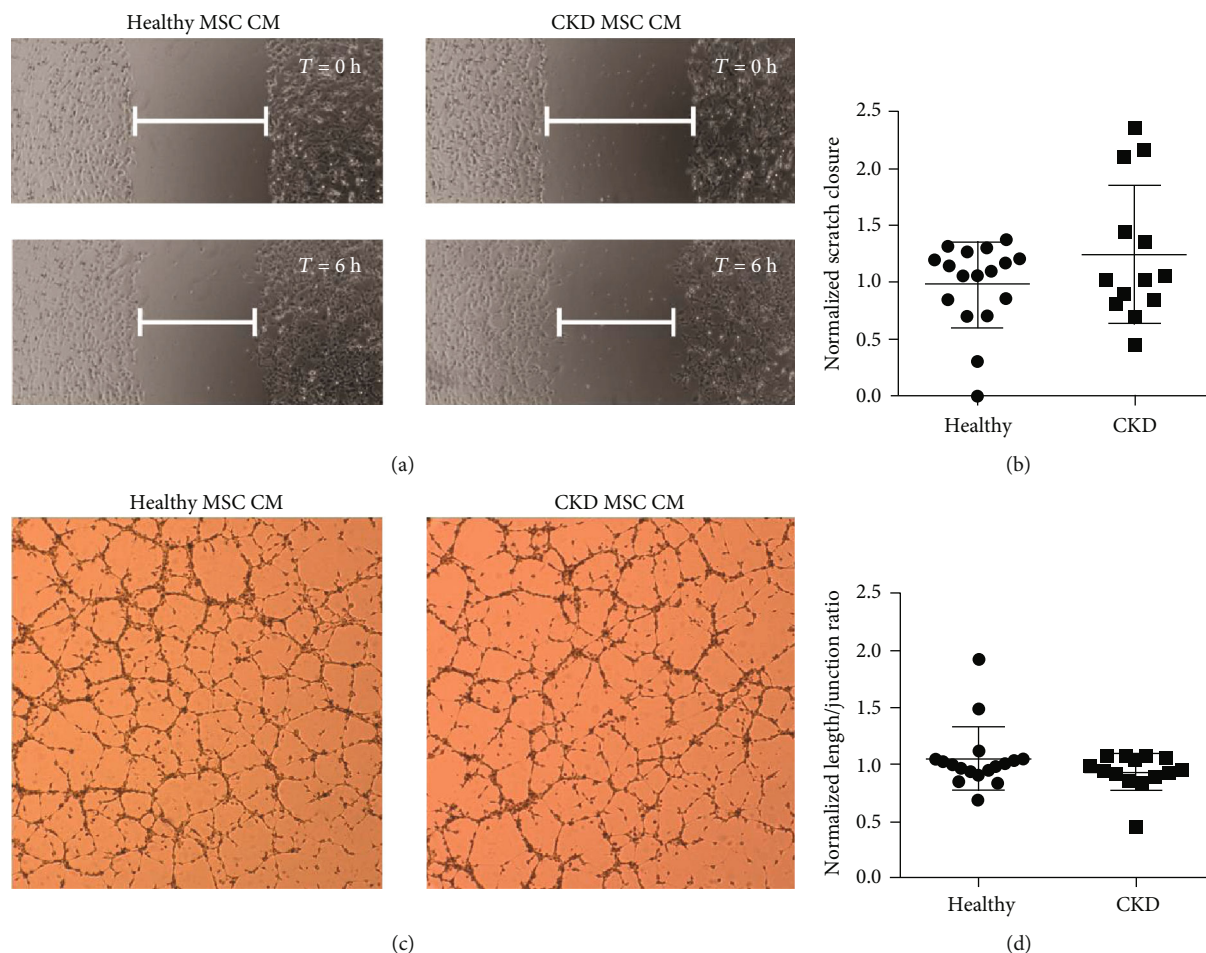 Healthy MSC CM
CKD MSC CM
T = 0 h
T = 0 h
T = 6 h
T = 6 h
(a)
Normalized scratch closure
2.5
2.0
1.5
1.0
0.5
0.0
Healthy
CKD
(b)
Healthy MSC CM
CKD MSC CM
(c)
Normalized length/junction ratio
2.5
2.0
1.5
1.0
0.5
0.0
Healthy
CKD
(d)